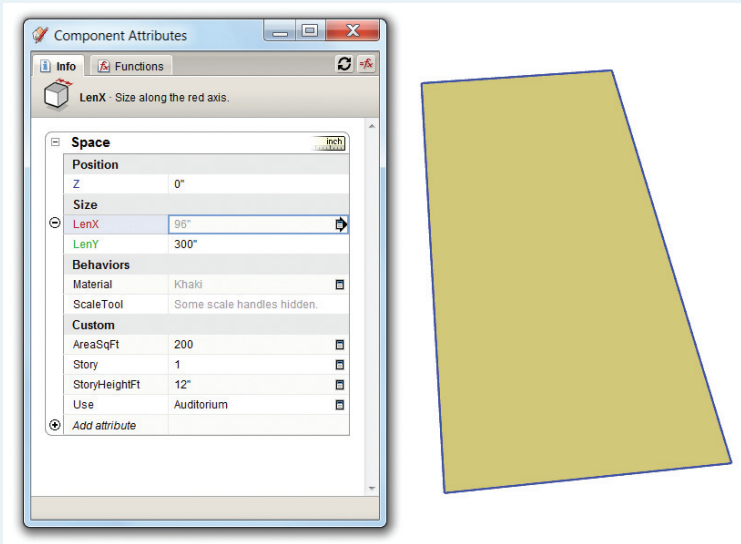 Component Attributes
Info Functions
=fx
LenX · Size along the red axis.
Space inch
Position
Z 0"
Size
LenX 96"
LenY 300"
Behaviors
Material Khaki
ScaleTool Some scale handles hidden.
Custom
AreaSqFt 200
Story 1
StoryHeightFt 12"
Use Auditorium
Add attribute